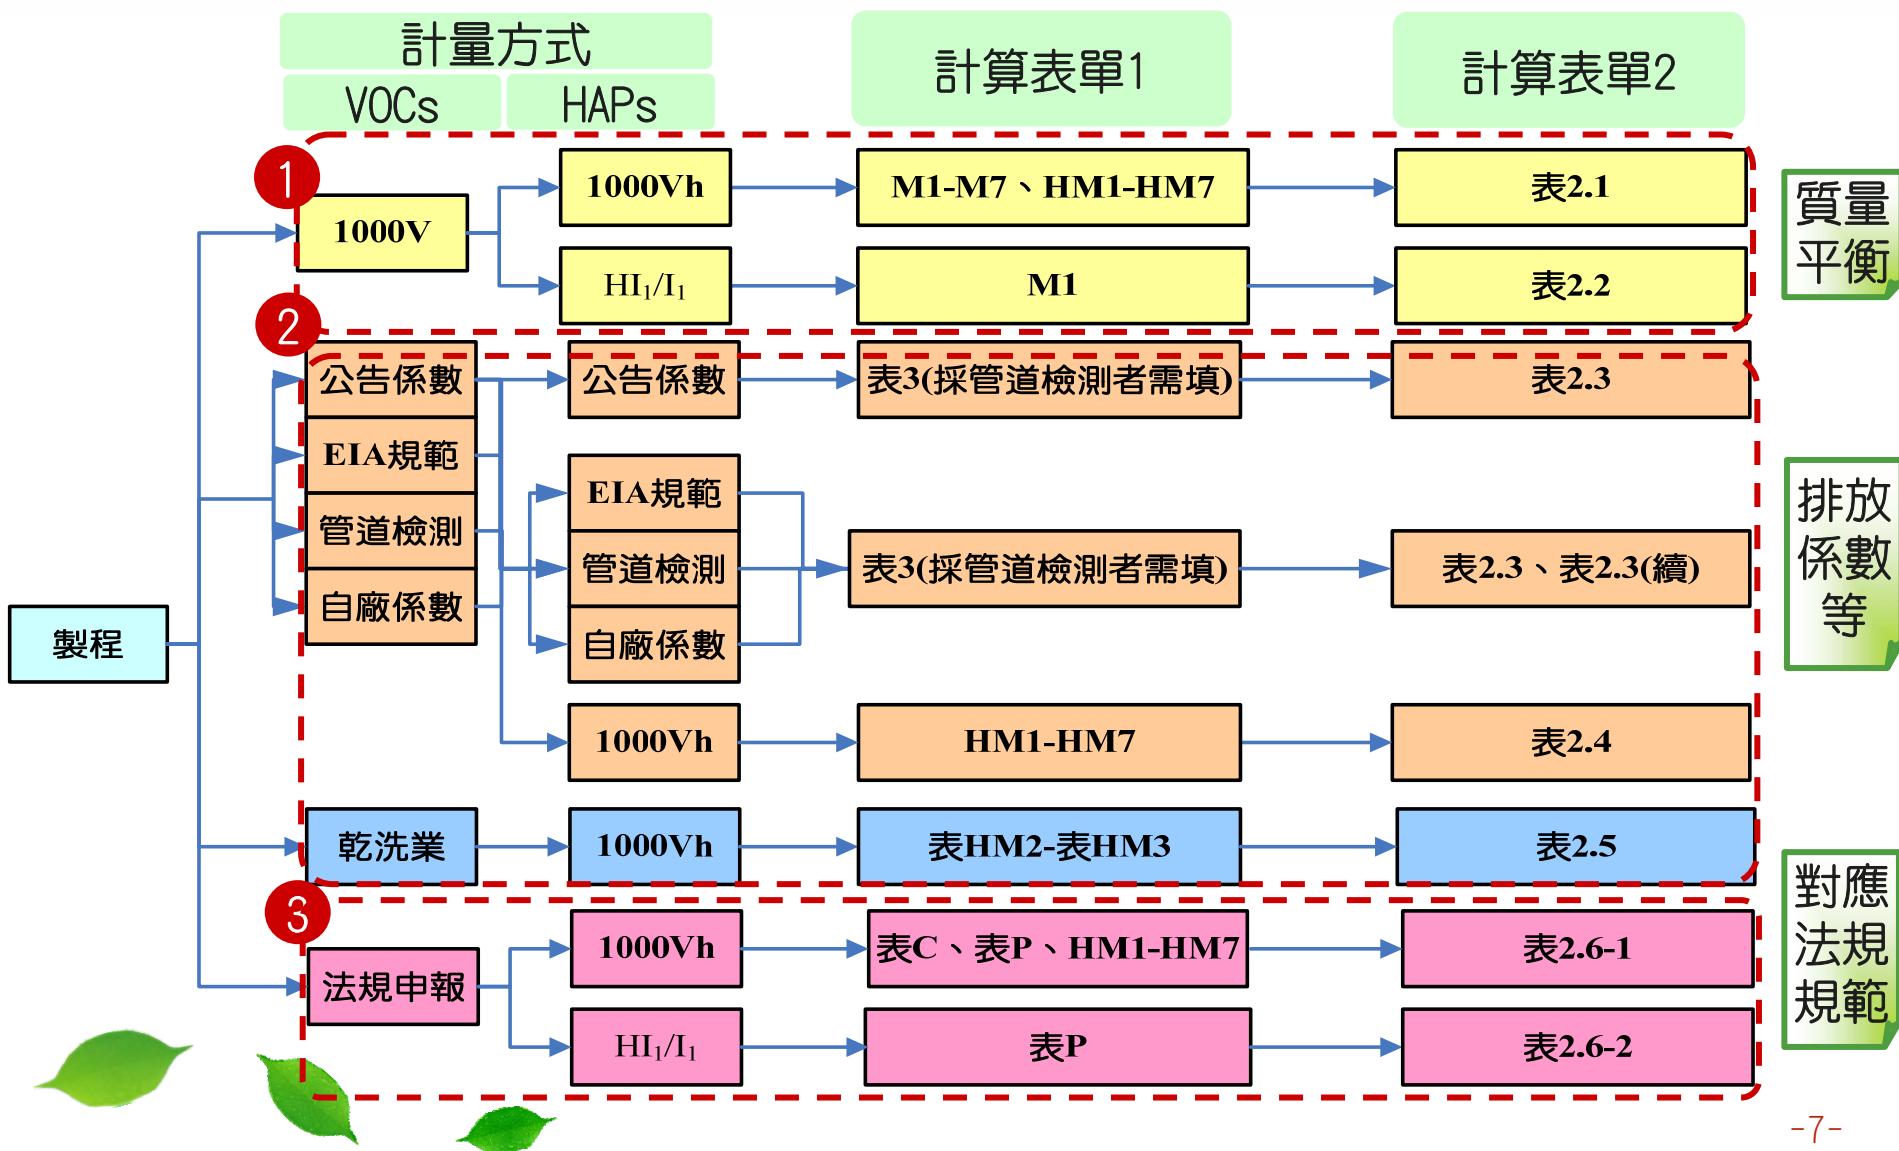 計量方式
VOCs
HAPs
計算表單1
計算表單2
1
1000V
1000Vh
M1-M7、HM1-HM7
表2.1
HI₁/I₁
M1
表2.2
質量
平衡
2
公告係數
EIA規範
管道檢測
自廠係數
公告係數
表3(採管道檢測者需填)
表2.3
EIA規範
管道檢測
自廠係數
表3(採管道檢測者需填)
表2.3、表2.3(續)
1000Vh
HM1-HM7
表2.4
排放
係數
等
製程
乾洗業
1000Vh
表HM2-表HM3
表2.5
3
法規申報
1000Vh
表C、表P、HM1-HM7
表2.6-1
HI₁/I₁
表P
表2.6-2
對應
法規
規範
-7-